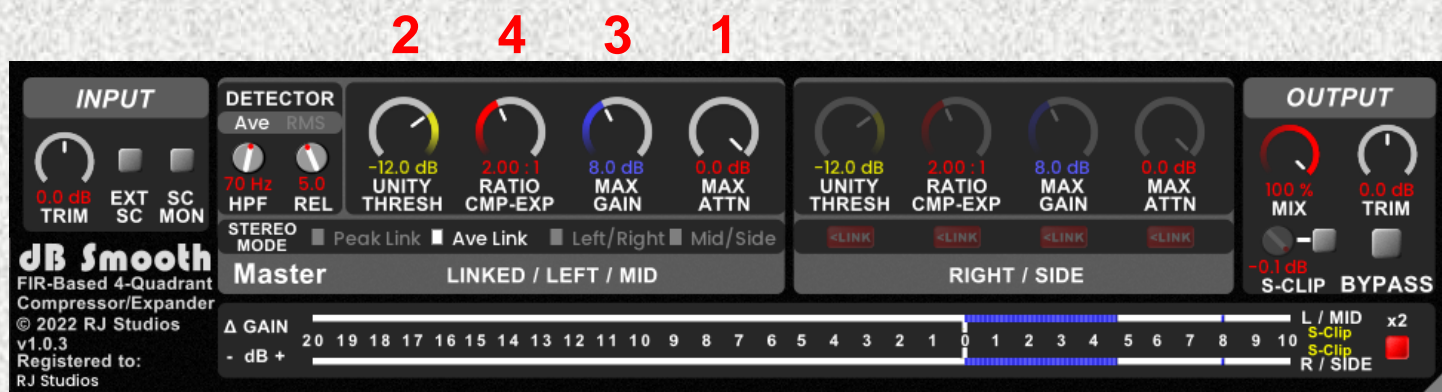 2 4 3 1
INPUT
0.0 dB
TRIM
EXT
SC
SC
MON
dB Smooth
FIR-Based 4-Quadrant
Compressor/Expander
© 2022 RJ Studios
v1.0.3
Registered to:
RJ Studios
DETECTOR
Ave RMS
70 Hz
HPF
5.0
REL
-12.0 dB
UNITY
THRESH
2.00 : 1
RATIO
CMP-EXP
8.0 dB
MAX
GAIN
0.0 dB
MAX
ATTN
STEREO
MODE
Peak Link Ave Link Left/Right Mid/Side
Master LINKED / LEFT / MID
-12.0 dB
UNITY
THRESH
2.00 : 1
RATIO
CMP-EXP
8.0 dB
MAX
GAIN
0.0 dB
MAX
ATTN
<LINK <LINK <LINK <LINK
RIGHT / SIDE
OUTPUT
100 %
MIX
0.0 dB
TRIM
-0.1 dB
S-CLIP
BYPASS
Δ GAIN
- dB +
20 19 18 17 16 15 14 13 12 11 10 9 8 7 6 5 4 3 2 1 0 1 2 3 4 5 6 7 8 9 10
L / MID
S-Clip
S-Clip
R / SIDE
x2